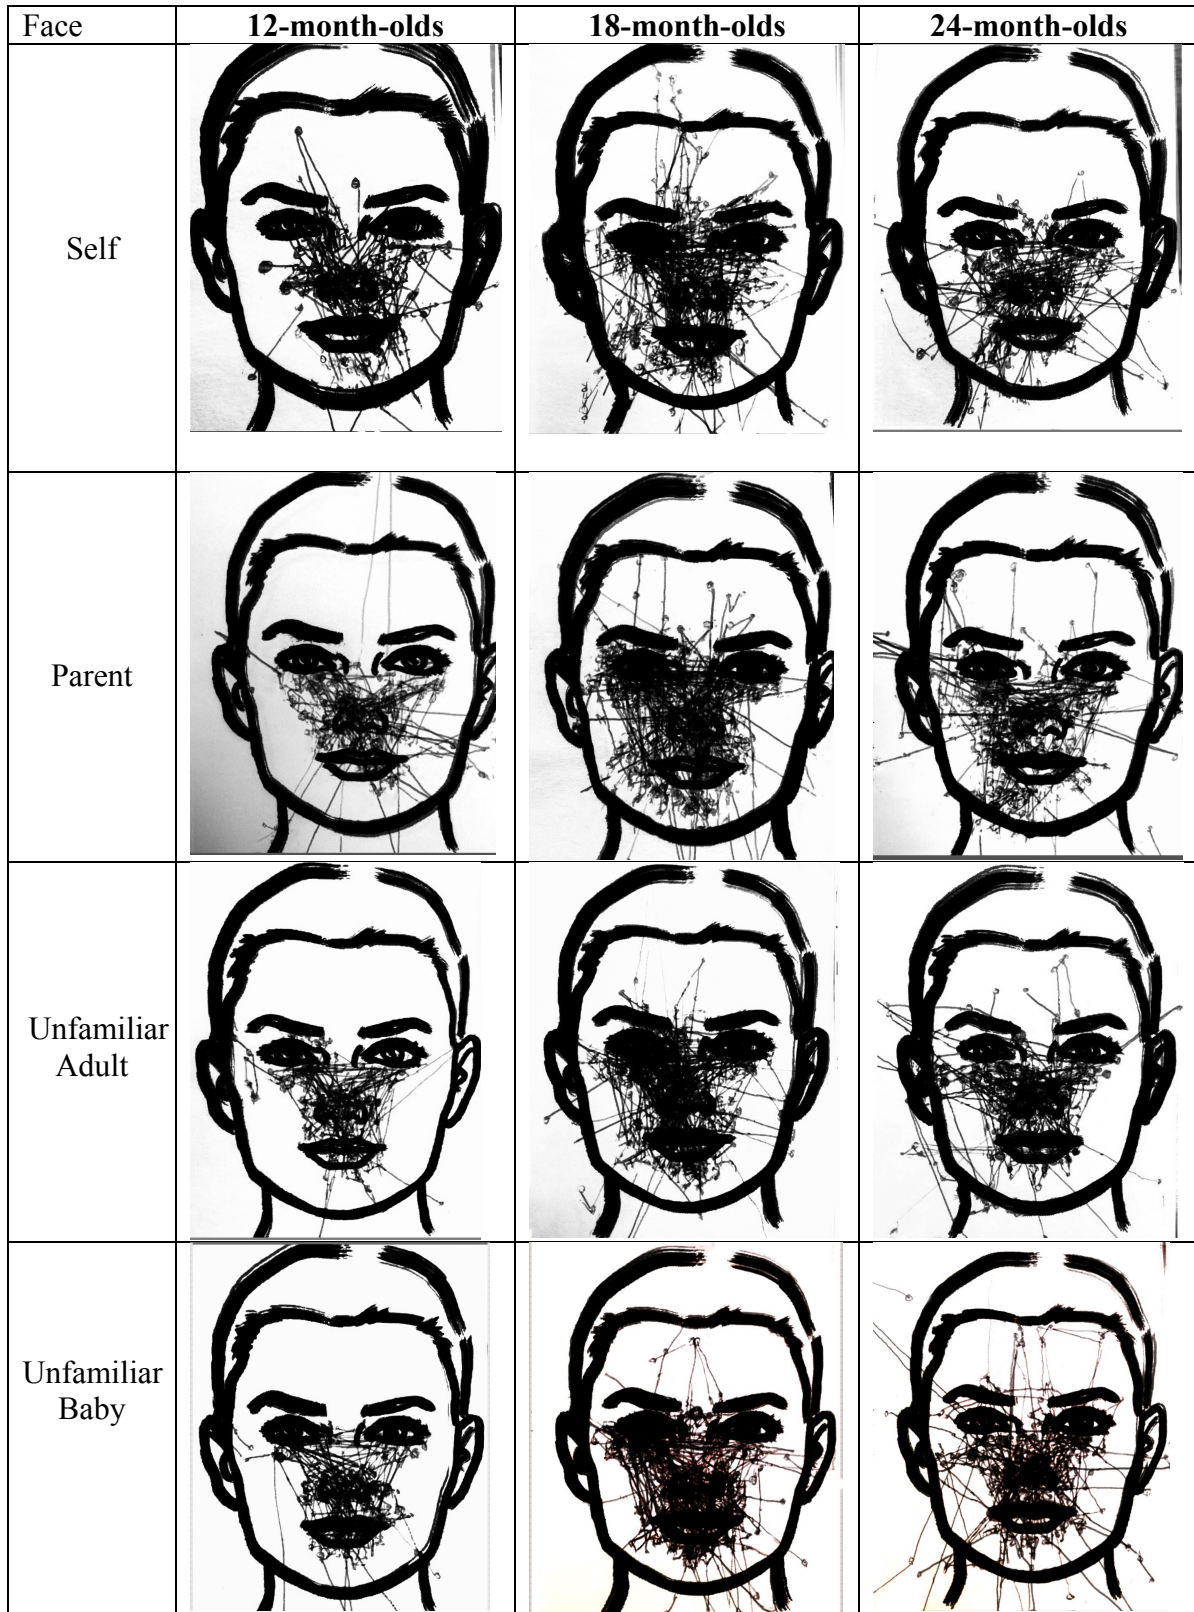 Face 12-month-olds 18-month-olds 24-month-olds
Self
Parent
Unfamiliar
Adult
Unfamiliar
Baby